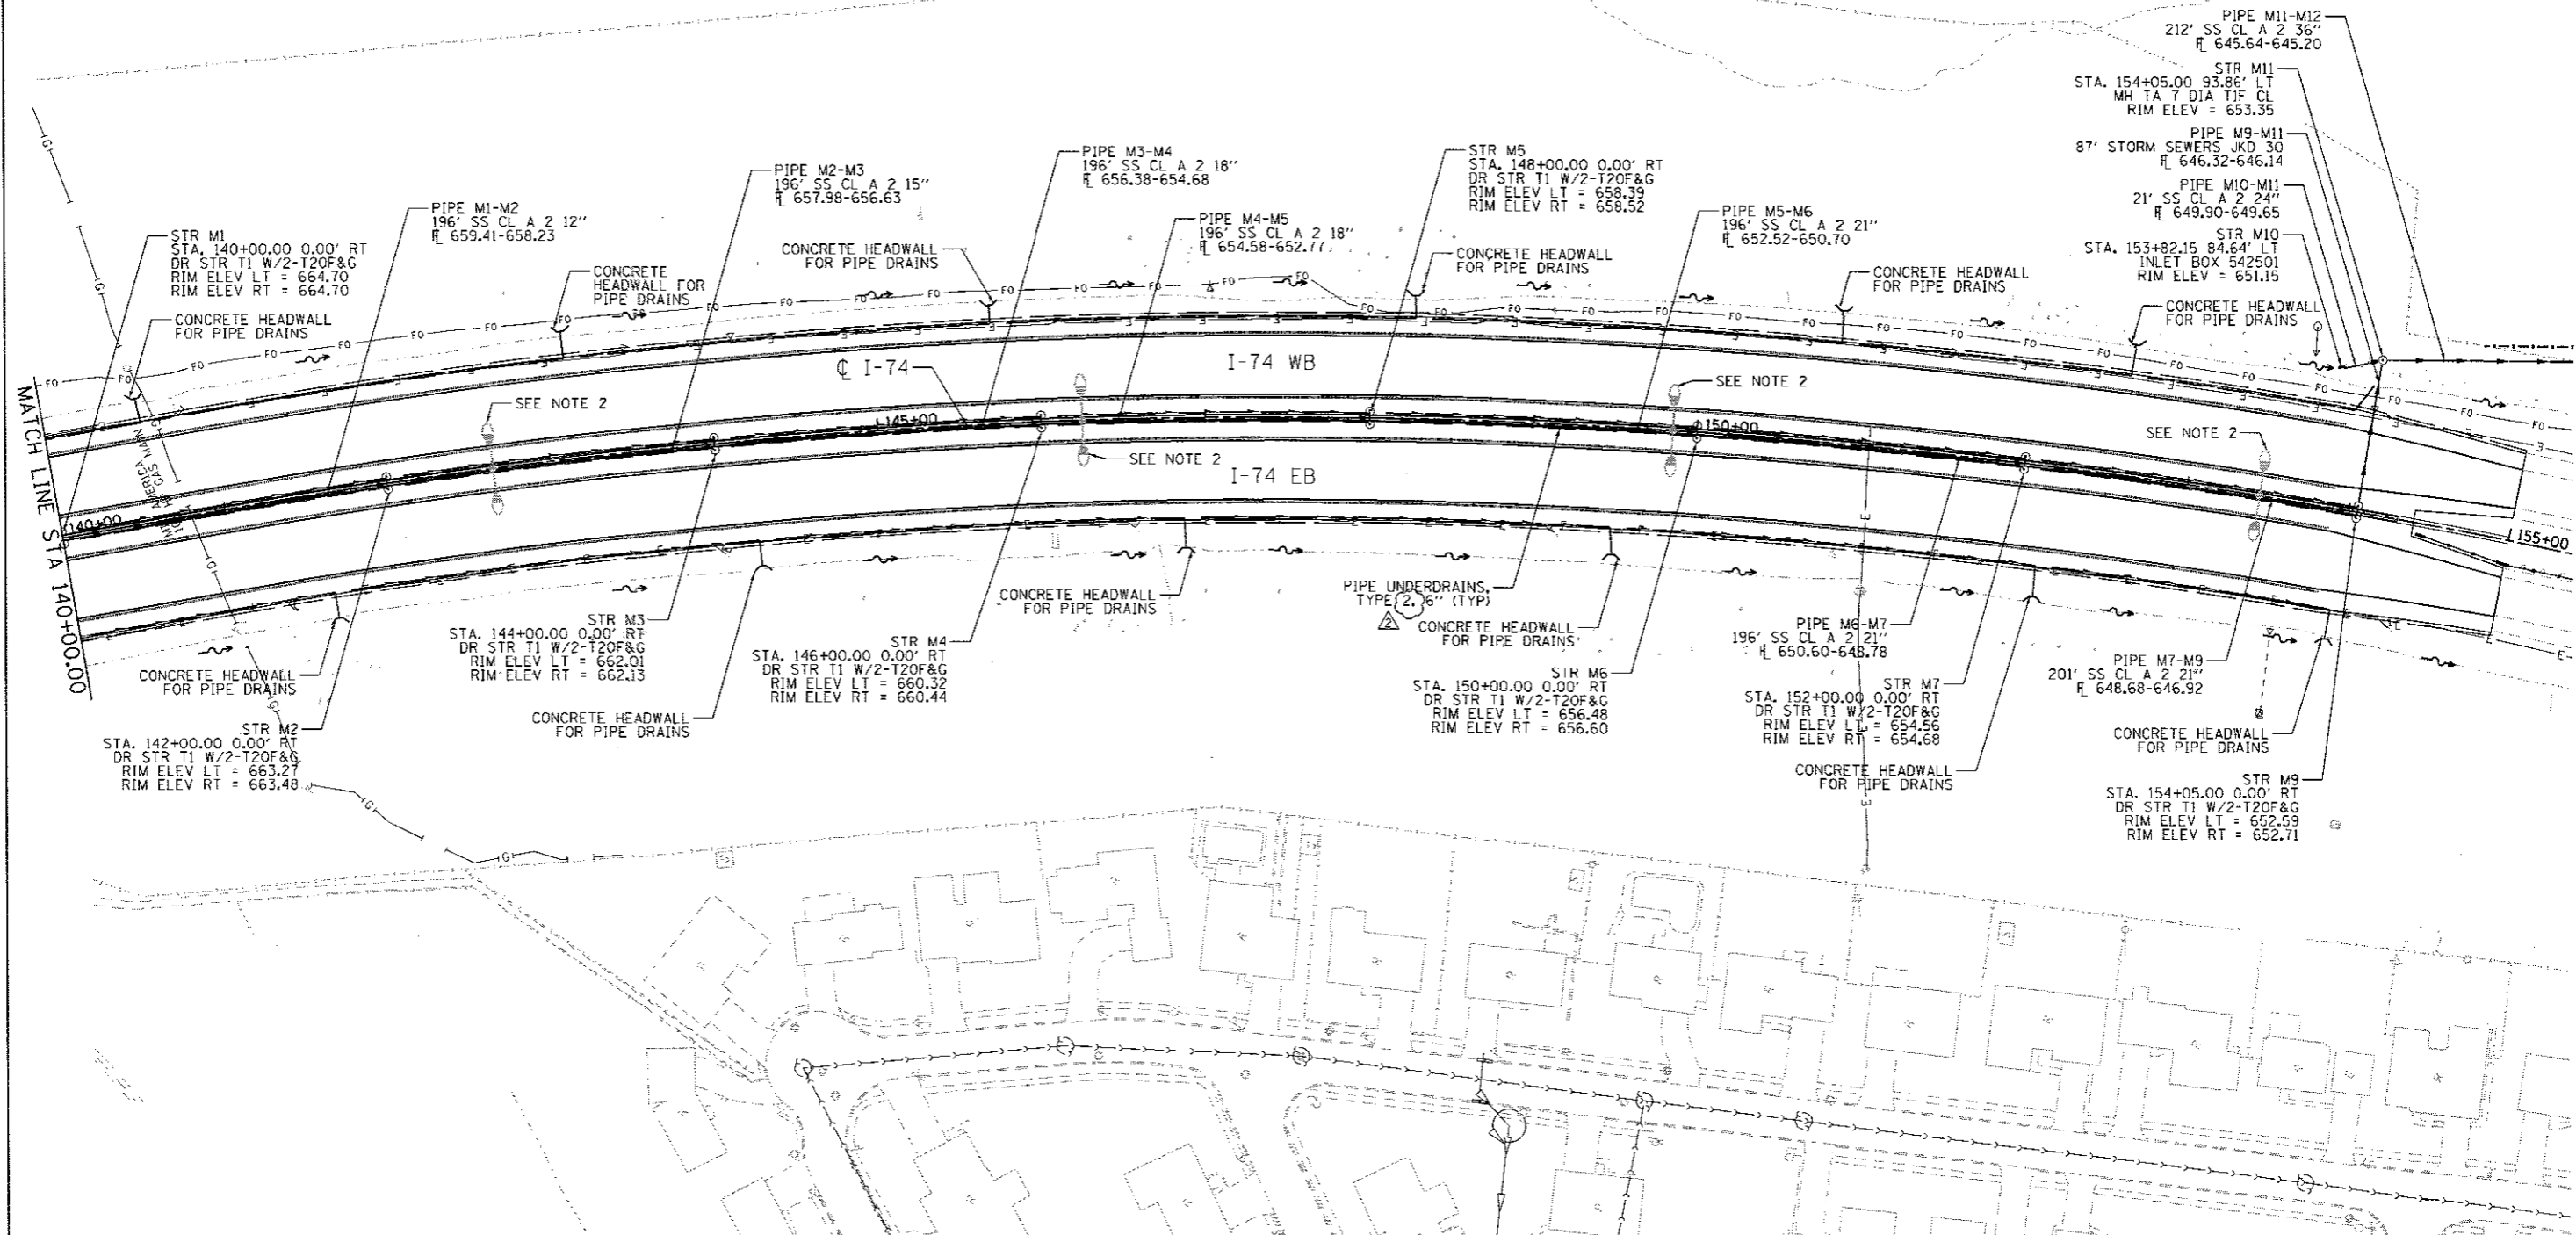 PIPE M11-M12
212' SS CL A 2 36"
FL 645.64-645.20
STR M11
STA. 154+05.00 93.86' LT
MH TA 7 DIA T1F CL
RIM ELEV = 653.35
PIPE M9-M11
87' STORM SEWERS JKD 30
FL 646.32-646.14
PIPE M10-M11
21' SS CL A 2 24"
FL 649.90-649.65
STR M10
STA. 153+82.15 84.64' LT
INLET BOX 542501
RIM ELEV = 651.15
CONCRETE HEADWALL
FOR PIPE DRAINS
STR M1
STA. 140+00.00 0.00' RT
DR STR T1 W/2-T20F&G
RIM ELEV LT = 664.70
RIM ELEV RT = 664.70
CONCRETE HEADWALL
FOR PIPE DRAINS
PIPE M1-M2
196' SS CL A 2 12"
FL 659.41-658.23
CONCRETE
HEADWALL FOR
PIPE DRAINS
PIPE M2-M3
196' SS CL A 2 15"
FL 657.98-656.63
CONCRETE HEADWALL
FOR PIPE DRAINS
PIPE M3-M4
196' SS CL A 2 18"
FL 656.38-654.68
PIPE M4-M5
196' SS CL A 2 18"
FL 654.58-652.77
STR M5
STA. 148+00.00 0.00' RT
DR STR T1 W/2-T20F&G
RIM ELEV LT = 658.39
RIM ELEV RT = 658.52
CONCRETE HEADWALL
FOR PIPE DRAINS
PIPE M5-M6
196' SS CL A 2 21"
FL 652.52-650.70
CONCRETE HEADWALL
FOR PIPE DRAINS
MATCH LINE STA 140+00.00
140+00
SEE NOTE 2
℄ I-74
145+00
I-74 WB
SEE NOTE 2
I-74 EB
SEE NOTE 2
150+00
SEE NOTE 2
155+00
CONCRETE HEADWALL
FOR PIPE DRAINS
STR M2
STA. 142+00.00 0.00' RT
DR STR T1 W/2-T20F&G
RIM ELEV LT = 663.27
RIM ELEV RT = 663.48
STR M3
STA. 144+00.00 0.00' RT
DR STR T1 W/2-T20F&G
RIM ELEV LT = 662.01
RIM ELEV RT = 662.13
CONCRETE HEADWALL
FOR PIPE DRAINS
STR M4
STA. 146+00.00 0.00' RT
DR STR T1 W/2-T20F&G
RIM ELEV LT = 660.32
RIM ELEV RT = 660.44
CONCRETE HEADWALL
FOR PIPE DRAINS
PIPE UNDERDRAINS,
TYPE 2, 6" (TYP)
2
CONCRETE HEADWALL
FOR PIPE DRAINS
STR M6
STA. 150+00.00 0.00' RT
DR STR T1 W/2-T20F&G
RIM ELEV LT = 656.48
RIM ELEV RT = 656.60
PIPE M6-M7
196' SS CL A 2 21"
FL 650.60-648.78
STR M7
STA. 152+00.00 0.00' RT
DR STR T1 W/2-T20F&G
RIM ELEV LT = 654.56
RIM ELEV RT = 654.68
CONCRETE HEADWALL
FOR PIPE DRAINS
PIPE M7-M9
201' SS CL A 2 21"
FL 648.68-646.92
CONCRETE HEADWALL
FOR PIPE DRAINS
STR M9
STA. 154+05.00 0.00' RT
DR STR T1 W/2-T20F&G
RIM ELEV LT = 652.59
RIM ELEV RT = 652.71